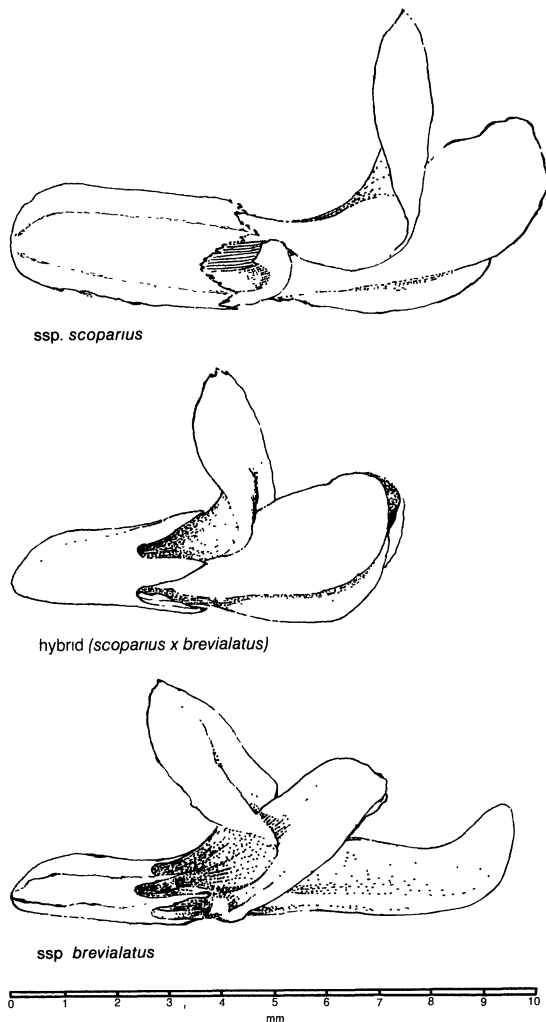 ssp. scoparius
hybrid (scoparius x brevialatus)
ssp brevialatus
0 1 2 3 4 5 6 7 8 9 10
mm